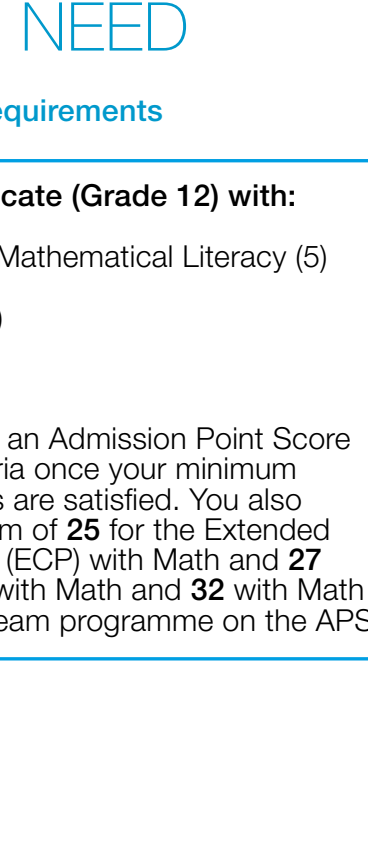 NEED
equirements
cate (Grade 12) with:
Mathematical Literacy (5)
)
an Admission Point Score
ria once your minimum
s are satisfied. You also
m of 25 for the Extended
(ECP) with Math and 27
with Math and 32 with Math
eam programme on the APS